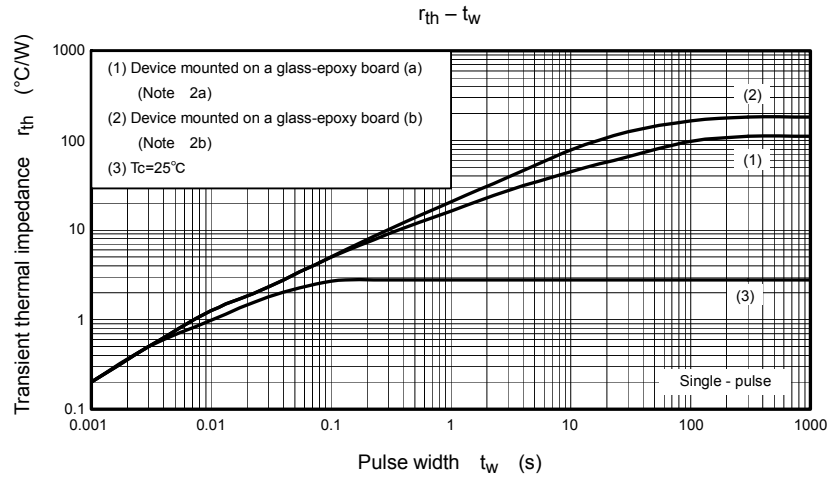 rth – tw
Transient thermal impedance rth (°C/W)
1000
100
10
1
0.1
(1) Device mounted on a glass-epoxy board (a)
(Note 2a)
(2) Device mounted on a glass-epoxy board (b)
(Note 2b)
(3) Tc=25°C
(2)
(1)
(3)
Single - pulse
0.001
0.01
0.1
1
10
100
1000
Pulse width tw (s)